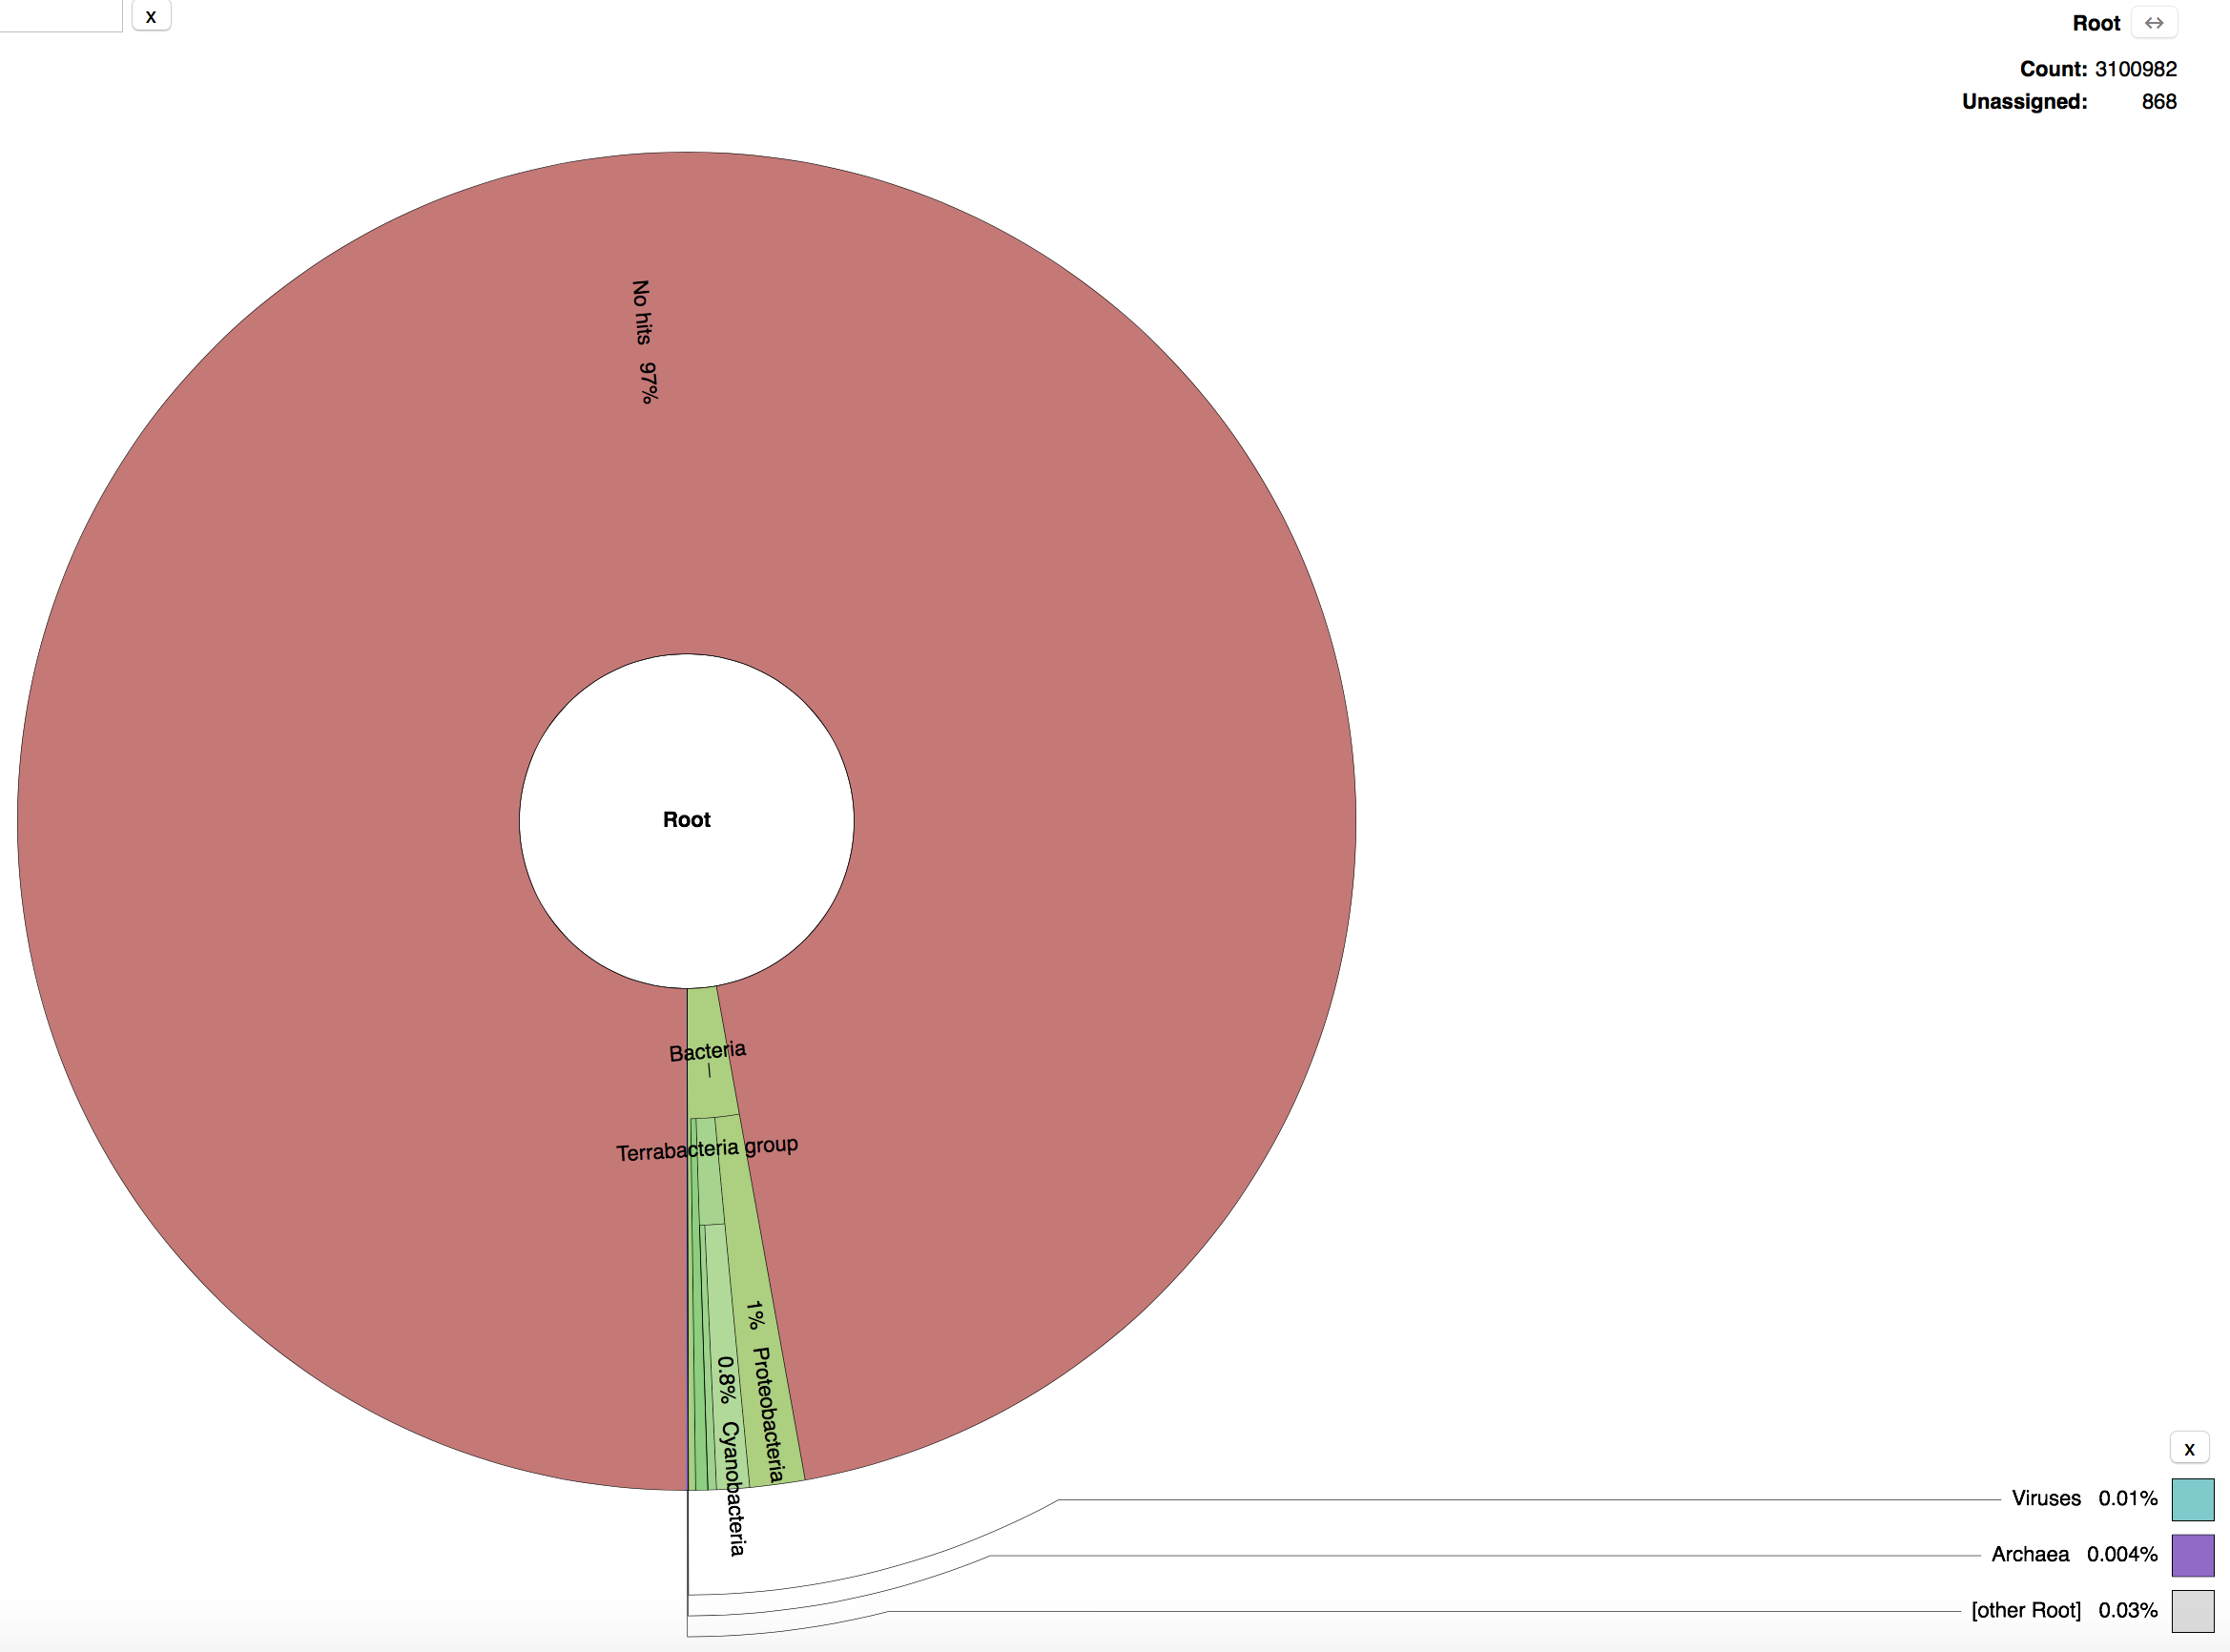 x
Root
Count: 3100982
Unassigned: 868
No hits 97%
Root
Bacteria
Terrabacteria group
1% Proteobacteria
0.8% Cyanobacteria
x
Viruses 0.01%
Archaea 0.004%
[other Root] 0.03%